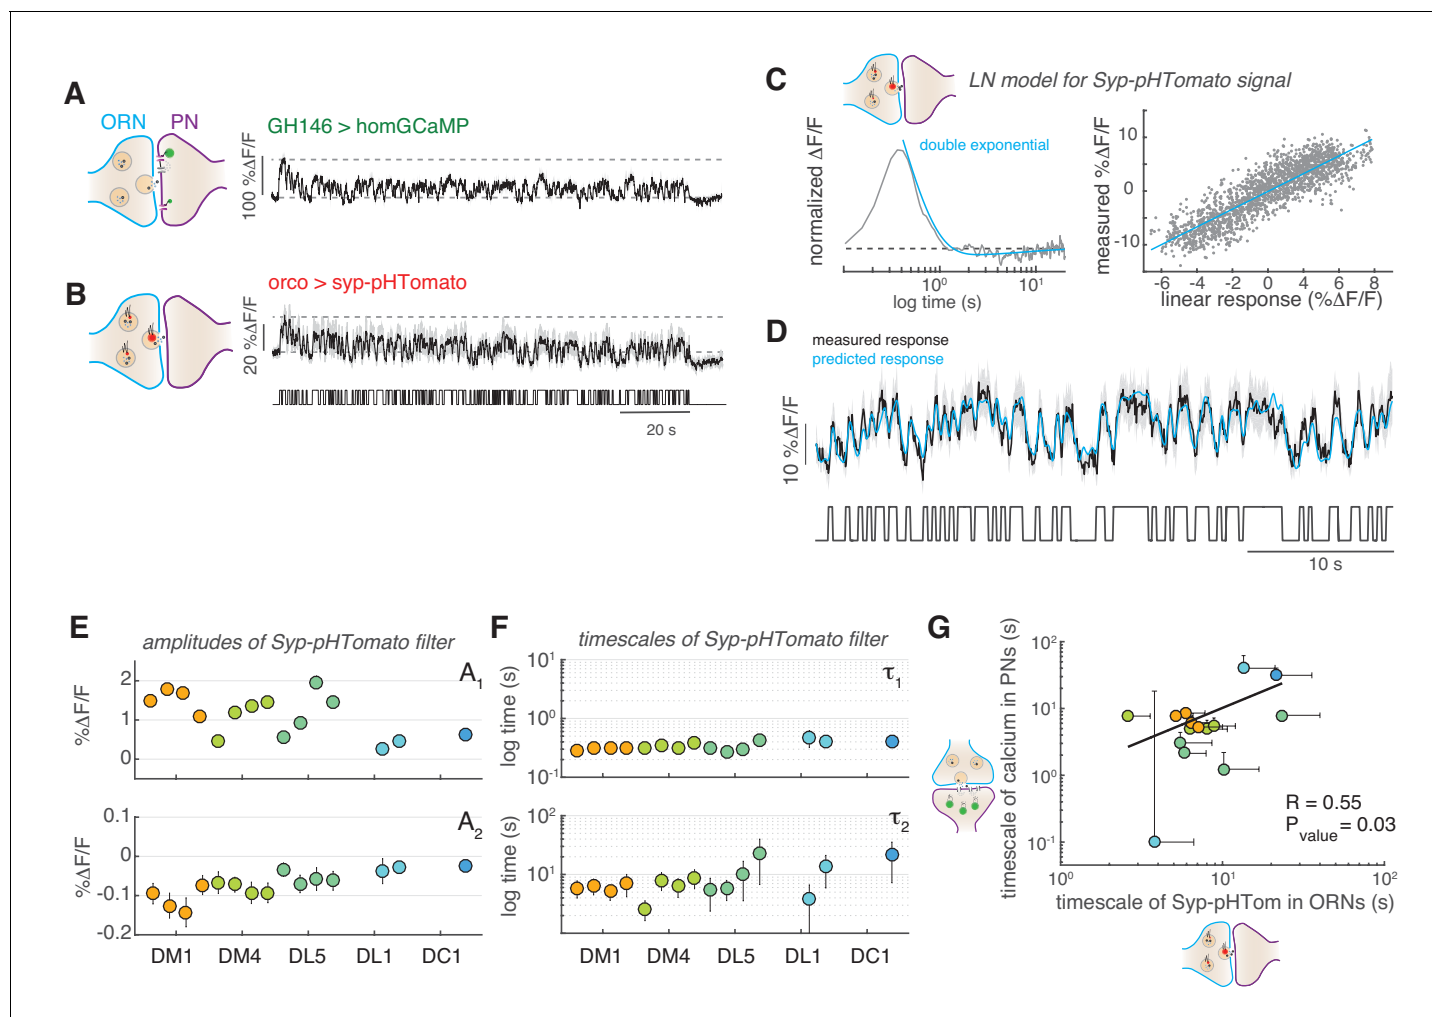 A
ORN PN
GH146 > homGCaMP
100 %ΔF/F
B
orco > syp-pHTomato
20 %ΔF/F
20 s
C
LN model for Syp-pHTomato signal
normalized ΔF/F
double exponential
10⁰ 10¹
log time (s)
measured %ΔF/F
10
0
-10
-6 -4 -2 0 2 4 6 8
linear response (%ΔF/F)
D
measured response
predicted response
10 %ΔF/F
10 s
E
amplitudes of Syp-pHTomato filter
A₁
%ΔF/F
2
1
0
A₂
%ΔF/F
0.1
0
-0.1
-0.2
DM1 DM4 DL5 DL1 DC1
F
timescales of Syp-pHTomato filter
τ₁
log time (s)
10¹
10⁰
10⁻¹
τ₂
log time (s)
10²
10¹
DM1 DM4 DL5 DL1 DC1
G
timescale of calcium in PNs (s)
10²
10¹
10⁰
10⁻¹
R = 0.55
Pvalue = 0.03
10⁰ 10¹ 10²
timescale of Syp-pHTom in ORNs (s)